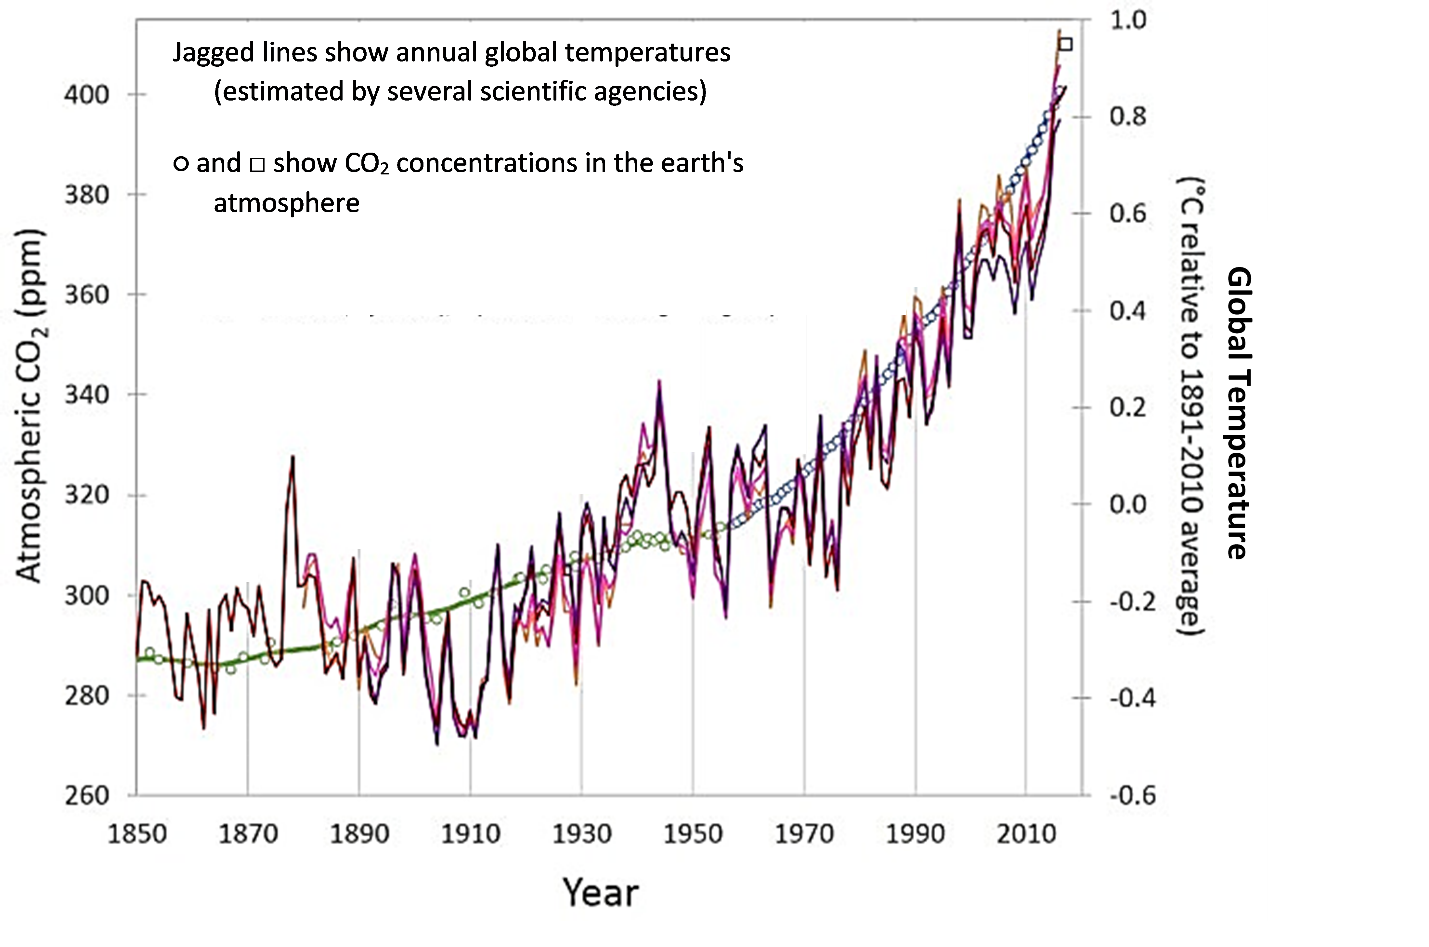 Jagged lines show annual global temperatures
(estimated by several scientific agencies)
○ and □ show CO₂ concentrations in the earth's
atmosphere
Atmospheric CO₂ (ppm)
400
380
360
340
320
300
280
260
1.0
0.8
0.6
0.4
0.2
0.0
-0.2
-0.4
-0.6
Global Temperature
(°C relative to 1891-2010 average)
1850 1870 1890 1910 1930 1950 1970 1990 2010
Year